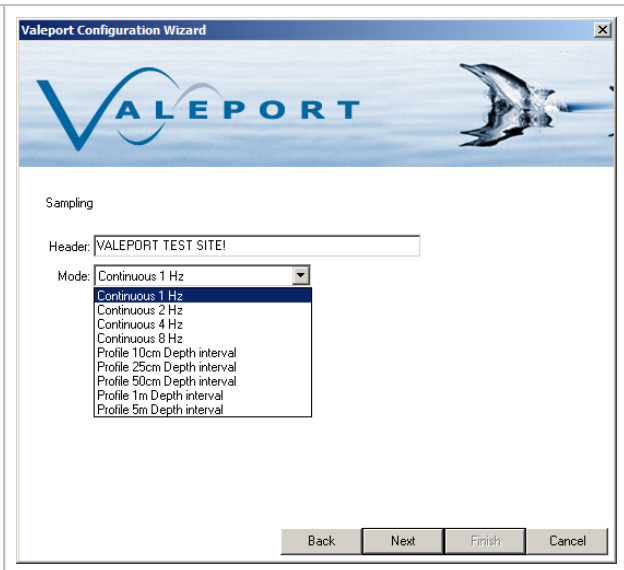 Valeport Configuration Wizard
VALEPORT
Sampling
Header: VALEPORT TEST SITE!
Mode: Continuous 1 Hz
Continuous 1 Hz
Continuous 2 Hz
Continuous 4 Hz
Continuous 8 Hz
Profile 10cm Depth interval
Profile 25cm Depth interval
Profile 50cm Depth interval
Profile 1m Depth interval
Profile 5m Depth interval
Back Next Finish Cancel